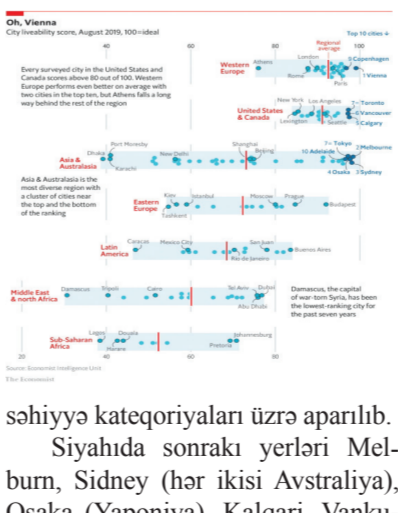 Oh, Vienna
City liveability score, August 2019, 100=ideal
Top 10 cities ↓
40 60 80 100
Regional
average
Every surveyed city in the United States and
Canada scores above 80 out of 100. Western
Europe performs even better on average with
two cities in the top ten, but Athens falls a long
way behind the rest of the region
Western
Europe
Athens
London
Rome
Paris
9 Copenhagen
1 Vienna
United States
& Canada
New York
Los Angeles
Lexington
Seattle
7= Toronto
6 Vancouver
5 Calgary
Asia &
Australasia
Port Moresby
Dhaka
Karachi
New Delhi
Shanghai
Beijing
7= Tokyo
10 Adelaide
2 Melbourne
4 Osaka
3 Sydney
Asia & Australasia is the
most diverse region with
a cluster of cities near
the top and the bottom
of the ranking
Eastern
Europe
Kiev
Istanbul
Tashkent
Moscow
Prague
Budapest
Latin
America
Caracas
Mexico City
San Juan
Rio de Janeiro
Buenos Aires
Middle East
& north Africa
Damascus
Tripoli
Cairo
Tel Aviv
Dubai
Abu Dhabi
Damascus, the capital
of war-torn Syria, has been
the lowest-ranking city for
the past seven years
Sub-Saharan
Africa
Lagos
Douala
Harare
Johannesburg
Pretoria
20 40 60 80
Source: Economist Intelligence Unit
The Economist
səhiyyə kateqoriyaları üzrə aparılıb.
Siyahıda sonrakı yerləri Mel-
burn, Sidney (hər ikisi Avstraliya),
Osaka (Yaponiya), Kalqari, Vanku-